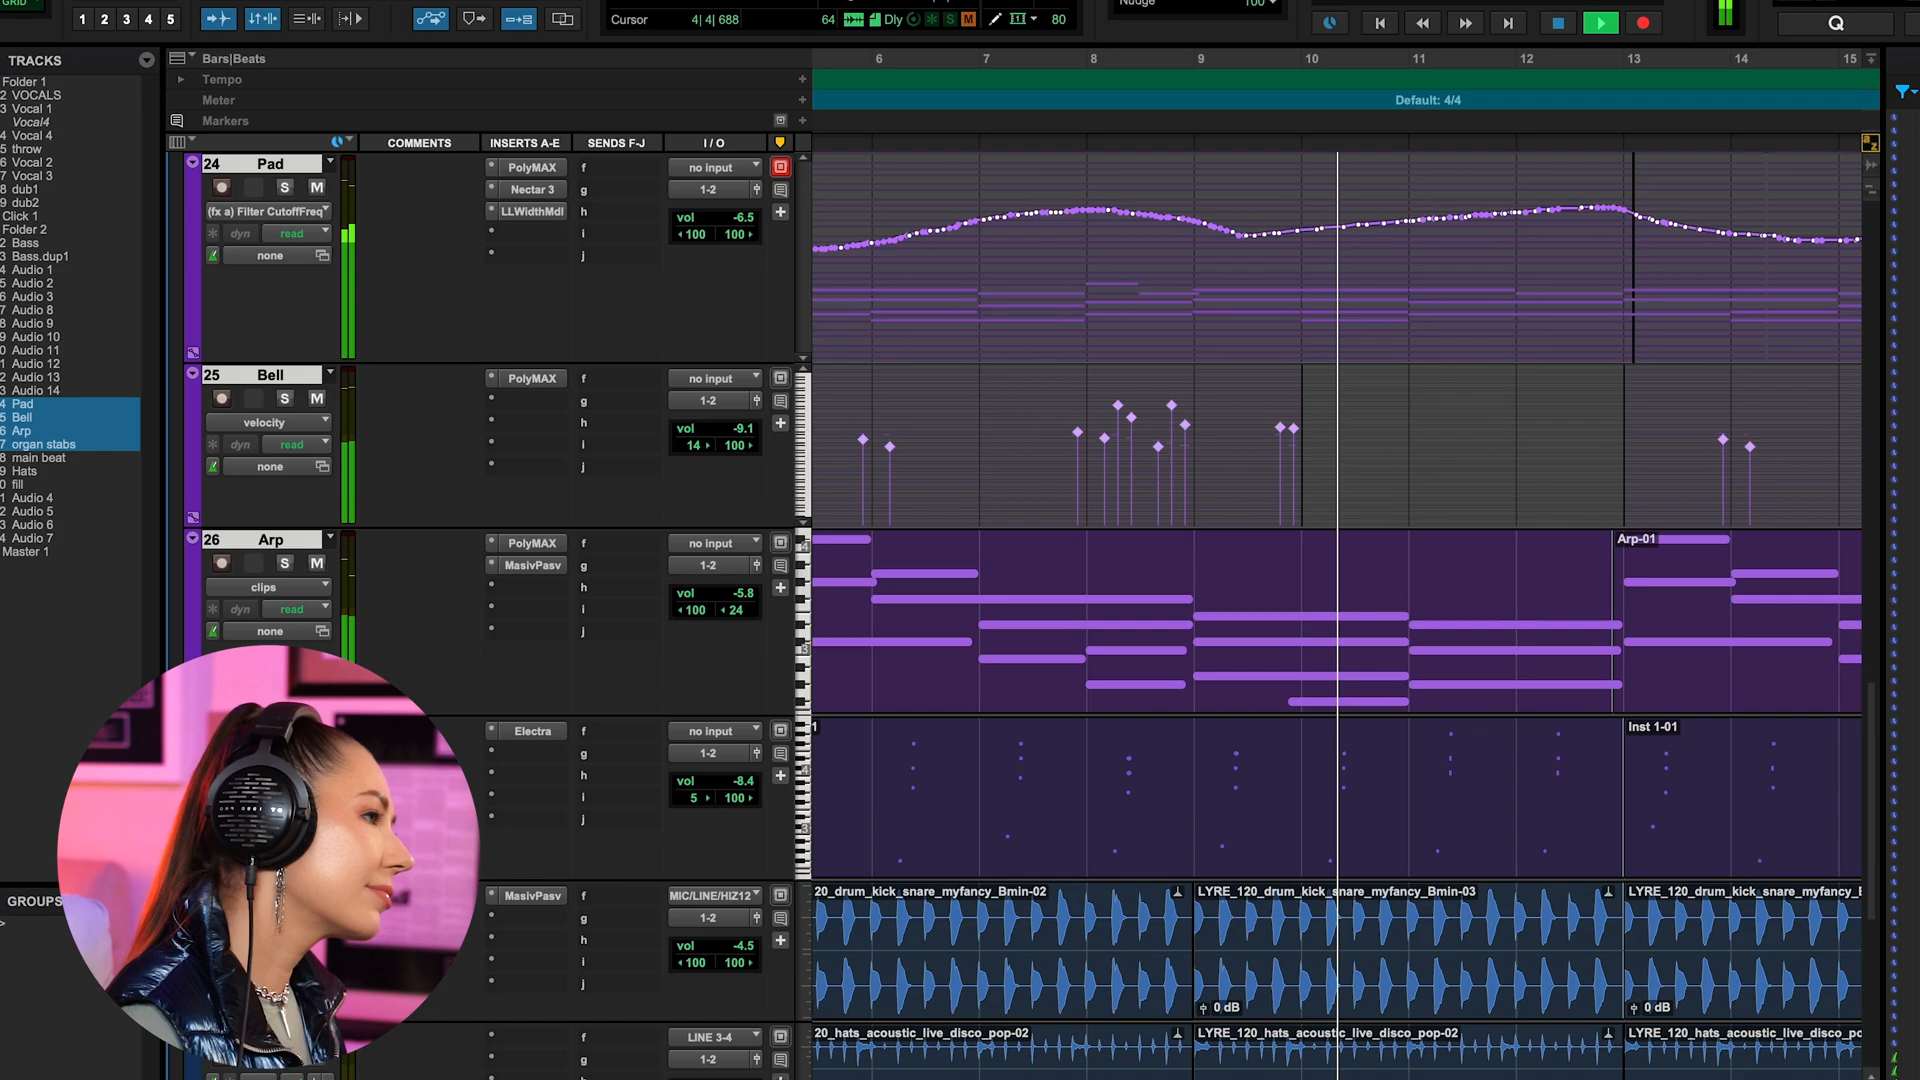 GRID
1 2 3 4 5
Cursor 4| 4| 688 64 Dly S M 80
Nudge 100
Q
TRACKS
Folder 1
2 VOCALS
3 Vocal 1
Vocal4
4 Vocal 4
5 throw
6 Vocal 2
7 Vocal 3
8 dub1
9 dub2
Click 1
Folder 2
2 Bass
3 Bass.dup1
4 Audio 1
5 Audio 2
6 Audio 3
7 Audio 8
8 Audio 9
9 Audio 10
0 Audio 11
1 Audio 12
2 Audio 13
3 Audio 14
4 Pad
5 Bell
6 Arp
7 organ stabs
8 main beat
9 Hats
0 fill
1 Audio 4
2 Audio 5
3 Audio 6
4 Audio 7
Master 1
GROUPS
Bars|Beats
6 7 8 9 10 11 12 13 14 15
Tempo
Meter
Default: 4/4
Markers
COMMENTS INSERTS A-E SENDS F-J I / O
24 Pad
S M
(fx a) Filter CutoffFreq
dyn read
none
PolyMAX
Nectar 3
LLWidthMdl
f
g
h
i
j
no input
1-2
vol -6.5
100 100
25 Bell
S M
velocity
dyn read
none
PolyMAX
f
g
h
i
j
no input
1-2
vol -9.1
14 100
26 Arp
S M
clips
dyn read
none
PolyMAX
MasivPasv
f
g
h
i
j
no input
1-2
vol -5.8
100 24
4
3
Arp-01
Electra
f
g
h
i
j
no input
1-2
vol -8.4
5 100
4
3
1
Inst 1-01
MasivPasv
f
g
h
i
j
MIC/LINE/HIZ12
1-2
vol -4.5
100 100
20_drum_kick_snare_myfancy_Bmin-02
LYRE_120_drum_kick_snare_myfancy_Bmin-03
LYRE_120_drum_kick_snare_myfancy_E
0 dB
0 dB
f
g
LINE 3-4
1-2
20_hats_acoustic_live_disco_pop-02
LYRE_120_hats_acoustic_live_disco_pop-02
LYRE_120_hats_acoustic_live_disco_pc